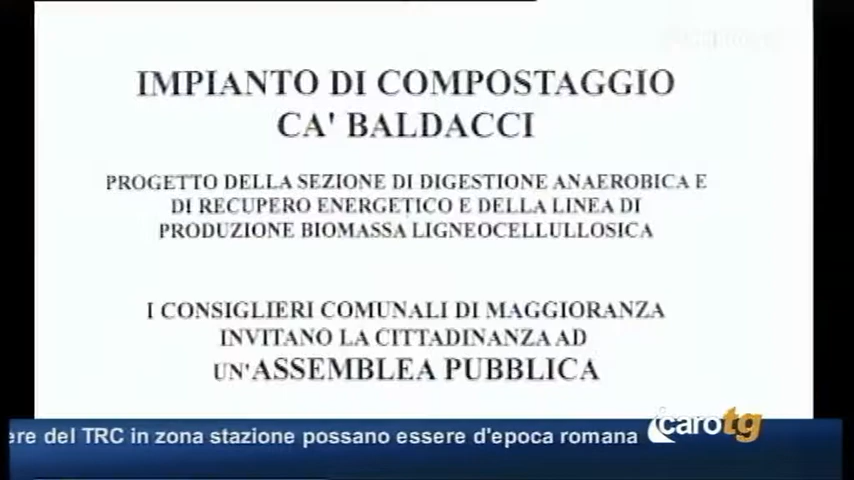 IMPIANTO DI COMPOSTAGGIO
CA' BALDACCI
PROGETTO DELLA SEZIONE DI DIGESTIONE ANAEROBICA E
DI RECUPERO ENERGETICO E DELLA LINEA DI
PRODUZIONE BIOMASSA LIGNEOCELLULLOSICA
I CONSIGLIERI COMUNALI DI MAGGIORANZA
INVITANO LA CITTADINANZA AD
UN'ASSEMBLEA PUBBLICA
ere del TRC in zona stazione possano essere d'epoca romana
icarotg